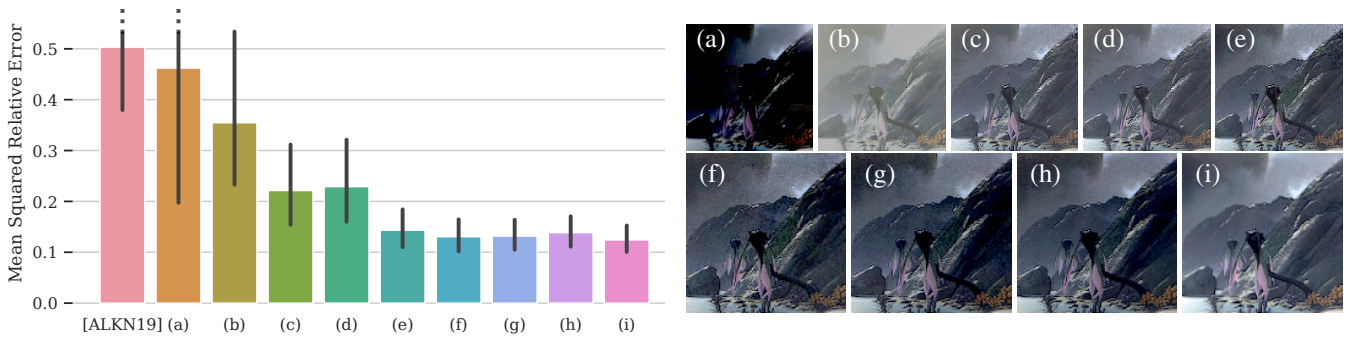 Mean Squared Relative Error
0.5
0.4
0.3
0.2
0.1
0.0
[ALKN19] (a) (b) (c) (d) (e) (f) (g) (h) (i)
(a) (b) (c) (d) (e)
(f) (g) (h) (i)